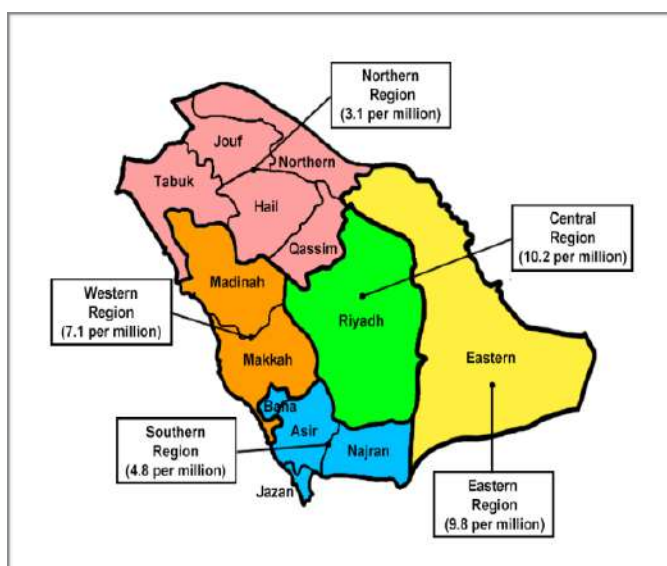 Northern
Region
(3.1 per million)
Jouf
Northern
Tabuk
Hail
Qassim
Central
Region
(10.2 per million)
Madinah
Western
Region
(7.1 per million)
Riyadh
Makkah
Eastern
Baha
Asir
Southern
Region
(4.8 per million)
Najran
Jazan
Eastern
Region
(9.8 per million)